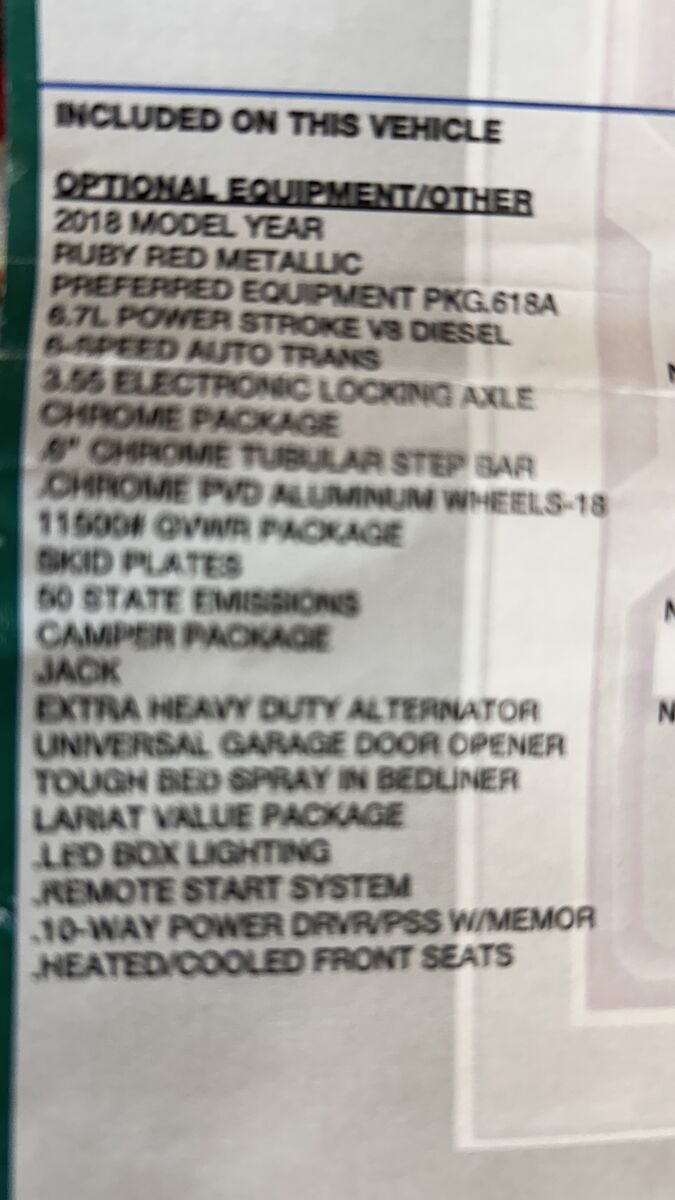 INCLUDED ON THIS VEHICLE
OPTIONAL EQUIPMENT/OTHER
2018 MODEL YEAR
RUBY RED METALLIC
PREFERRED EQUIPMENT PKG.618A
6.7L POWER STROKE V8 DIESEL
6-SPEED AUTO TRANS
3.55 ELECTRONIC LOCKING AXLE
CHROME PACKAGE
.6" CHROME TUBULAR STEP BAR
.CHROME PVD ALUMINUM WHEELS-18
11500# GVWR PACKAGE
SKID PLATES
50 STATE EMISSIONS
CAMPER PACKAGE
JACK
EXTRA HEAVY DUTY ALTERNATOR
UNIVERSAL GARAGE DOOR OPENER
TOUGH BED SPRAY IN BEDLINER
LARIAT VALUE PACKAGE
.LED BOX LIGHTING
.REMOTE START SYSTEM
.10-WAY POWER DRVR/PSS W/MEMOR
.HEATED/COOLED FRONT SEATS